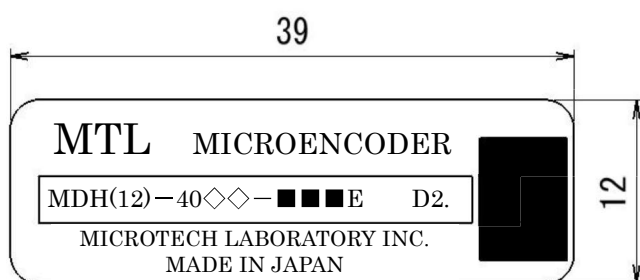 39
MTL MICROENCODER
MDH(12)－40◇◇－■■■E D2.
12
MICROTECH LABORATORY INC.
MADE IN JAPAN